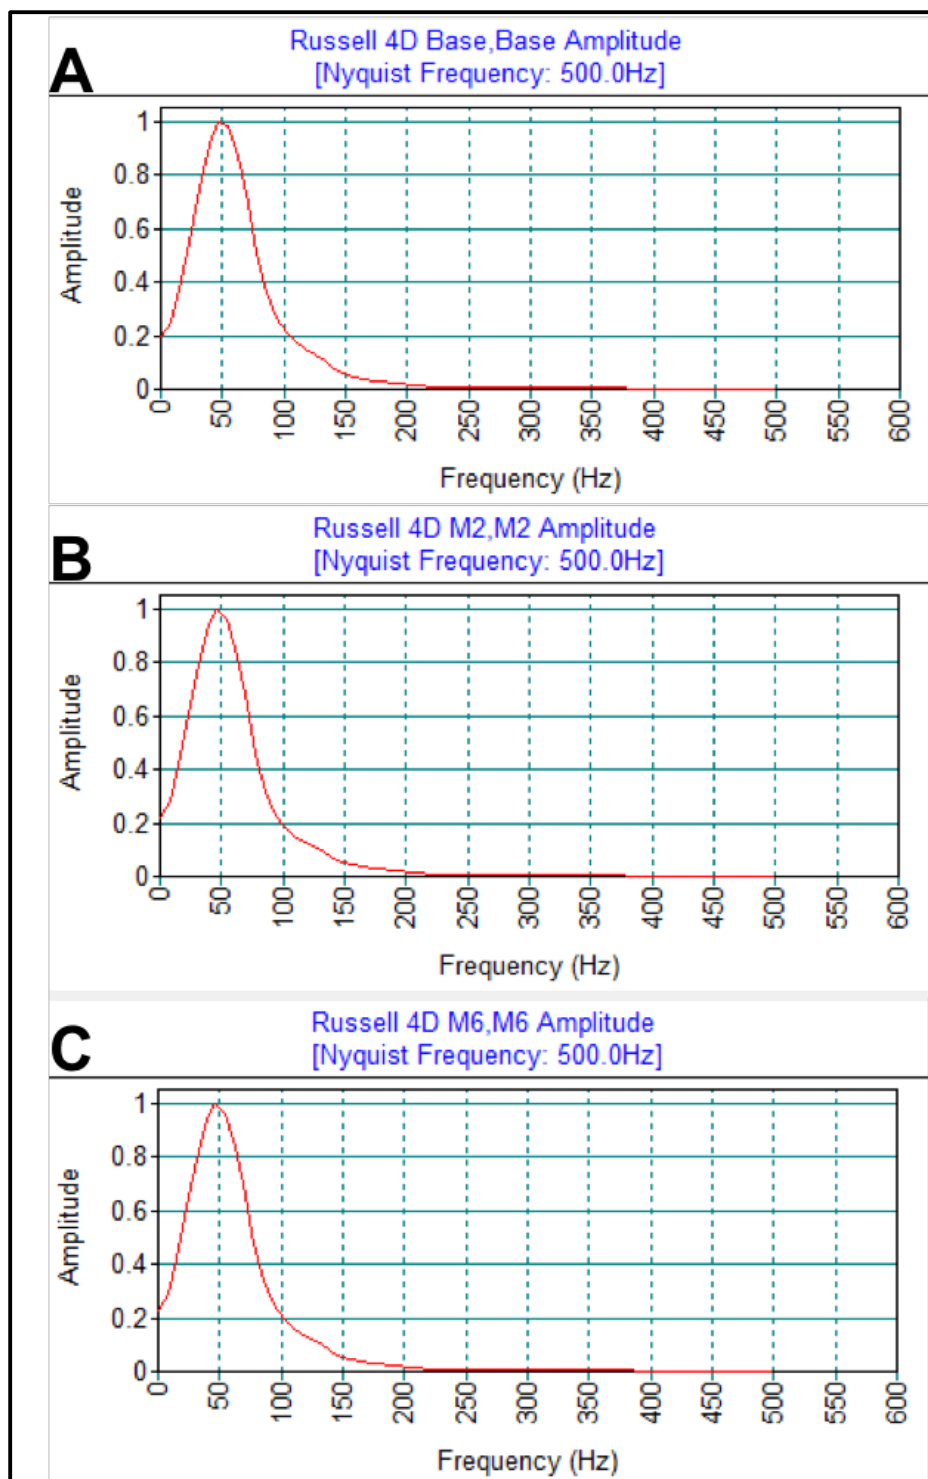 A
Russell 4D Base,Base Amplitude
[Nyquist Frequency: 500.0Hz]
1
0.8
0.6
0.4
0.2
0
Amplitude
0 50 100 150 200 250 300 350 400 450 500 550 600
Frequency (Hz)
B
Russell 4D M2,M2 Amplitude
[Nyquist Frequency: 500.0Hz]
1
0.8
0.6
0.4
0.2
0
Amplitude
0 50 100 150 200 250 300 350 400 450 500 550 600
Frequency (Hz)
C
Russell 4D M6,M6 Amplitude
[Nyquist Frequency: 500.0Hz]
1
0.8
0.6
0.4
0.2
0
Amplitude
0 50 100 150 200 250 300 350 400 450 500 550 600
Frequency (Hz)